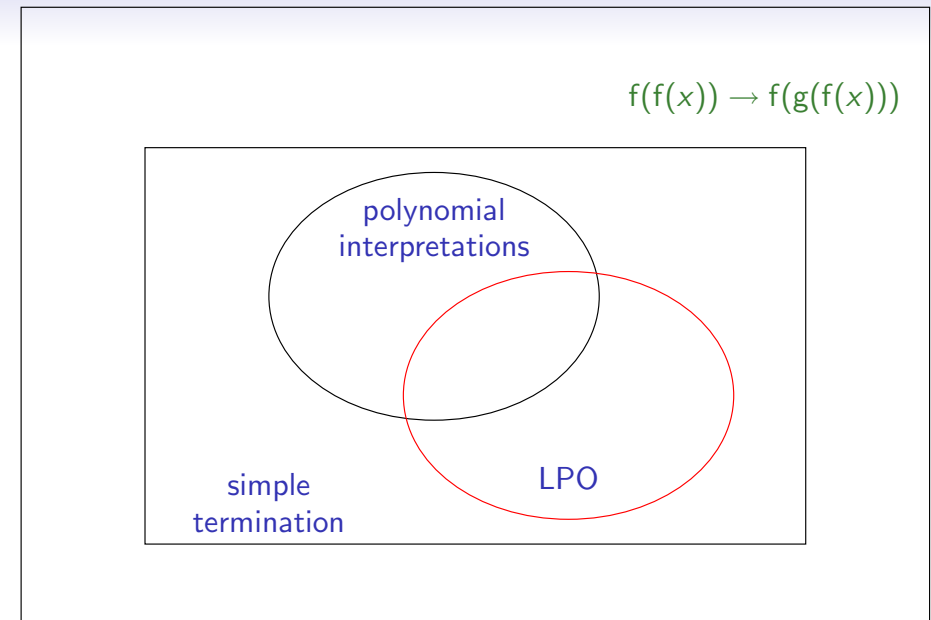 f(f(x)) → f(g(f(x)))
polynomial
interpretations
LPO
simple
termination